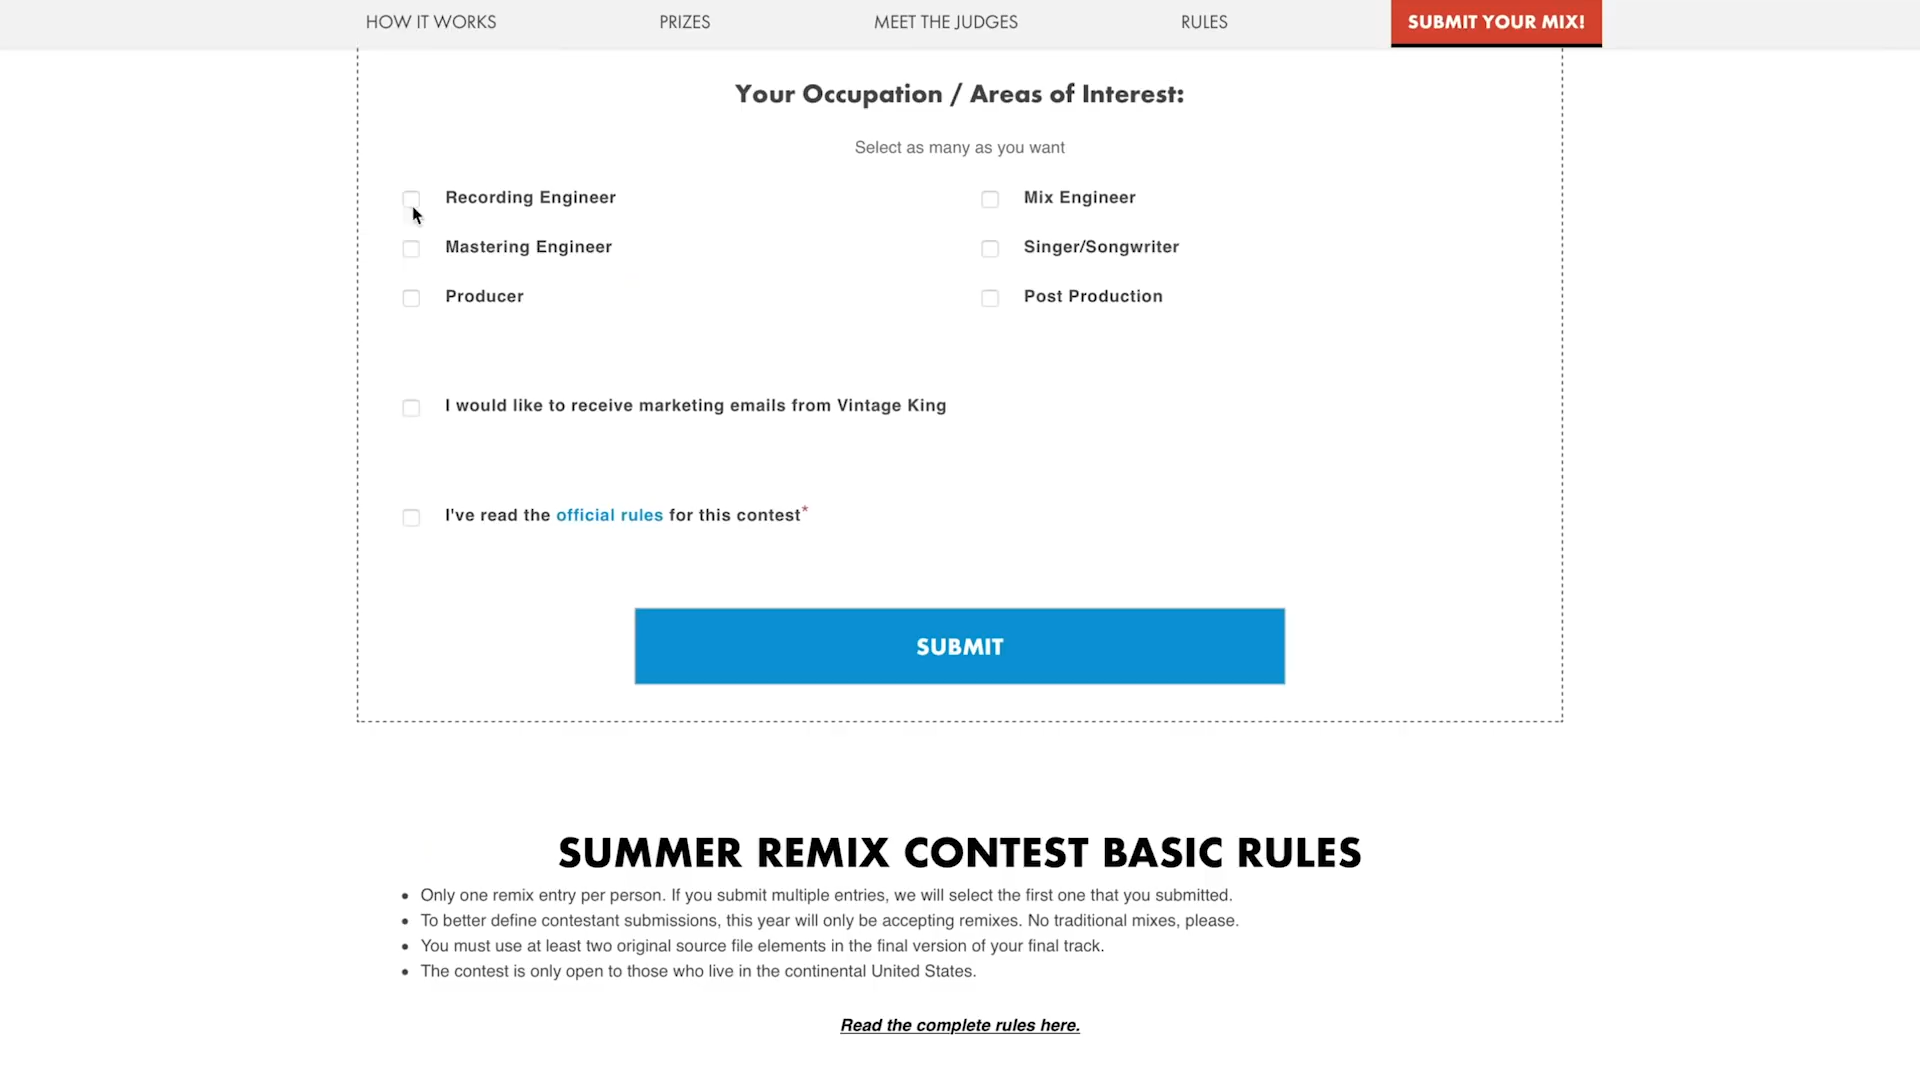 HOW IT WORKS
PRIZES
MEET THE JUDGES
RULES
SUBMIT YOUR MIX!
Your Occupation / Areas of Interest:
Select as many as you want
Recording Engineer
Mix Engineer
Mastering Engineer
Singer/Songwriter
Producer
Post Production
I would like to receive marketing emails from Vintage King
I've read the official rules for this contest*
SUBMIT
SUMMER REMIX CONTEST BASIC RULES
• Only one remix entry per person. If you submit multiple entries, we will select the first one that you submitted.
• To better define contestant submissions, this year will only be accepting remixes. No traditional mixes, please.
• You must use at least two original source file elements in the final version of your final track.
• The contest is only open to those who live in the continental United States.
Read the complete rules here.